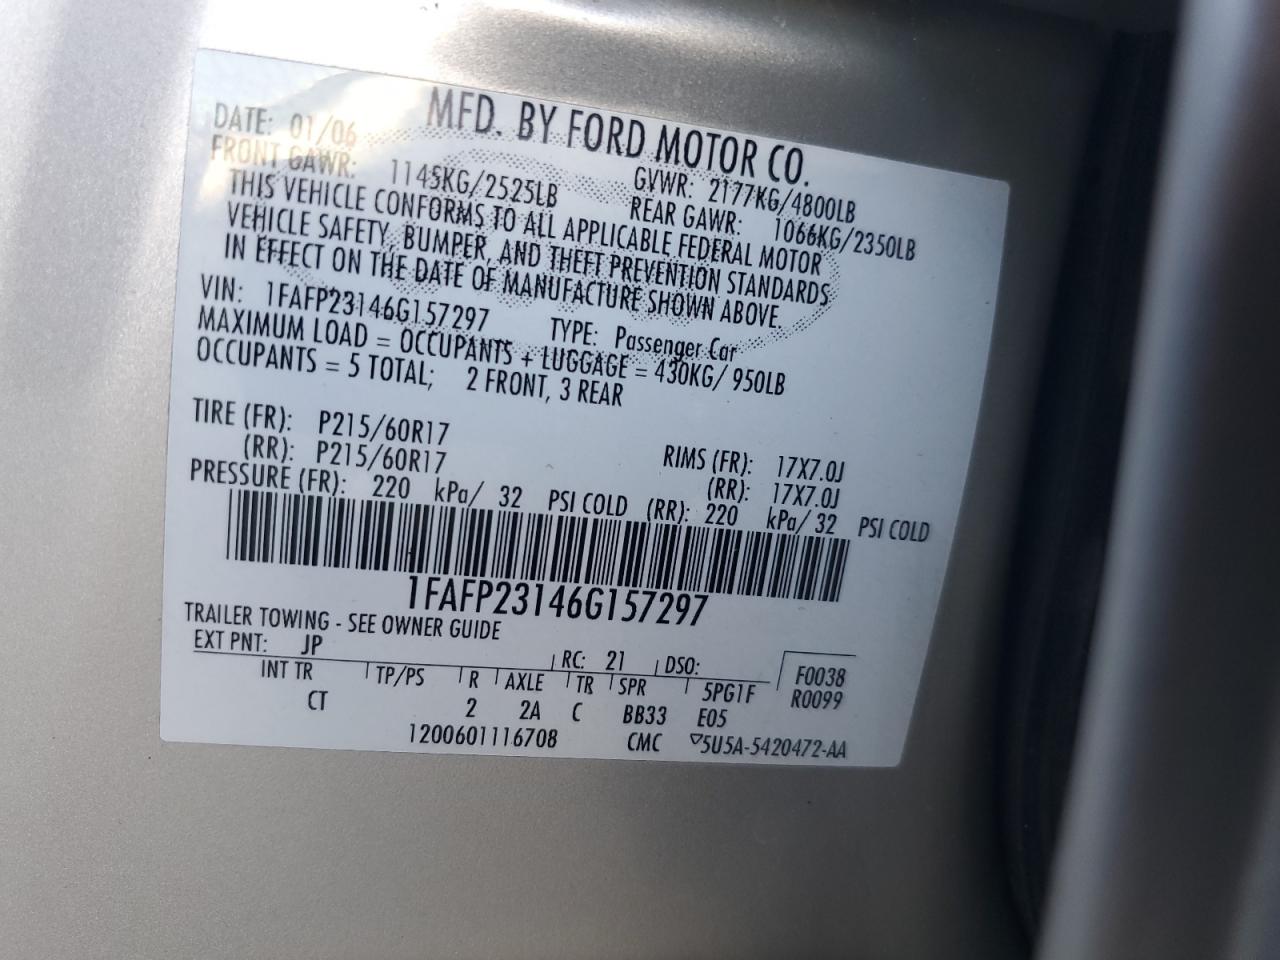 MFD. BY FORD MOTOR CO.
DATE: 01/06 GVWR: 2177KG/4800LB
FRONT GAWR: 1145KG/2525LB REAR GAWR: 1066KG/2350LB
THIS VEHICLE CONFORMS TO ALL APPLICABLE FEDERAL MOTOR
VEHICLE SAFETY, BUMPER, AND THEFT PREVENTION STANDARDS
IN EFFECT ON THE DATE OF MANUFACTURE SHOWN ABOVE.
VIN: 1FAFP23146G157297 TYPE: Passenger Car
MAXIMUM LOAD = OCCUPANTS + LUGGAGE = 430KG/ 950LB
OCCUPANTS = 5 TOTAL; 2 FRONT, 3 REAR
TIRE (FR): P215/60R17 RIMS (FR): 17X7.0J
(RR): P215/60R17 (RR): 17X7.0J
PRESSURE (FR): 220 kPa/ 32 PSI COLD (RR): 220 kPa/ 32 PSI COLD
1FAFP23146G157297
TRAILER TOWING - SEE OWNER GUIDE
EXT PNT: JP RC: 21 DSO: F0038
INT TR TP/PS R AXLE TR SPR 5PG1F R0099
CT 2 2A C BB33 E05
1200601116708 CMC ▽5U5A-5420472-AA